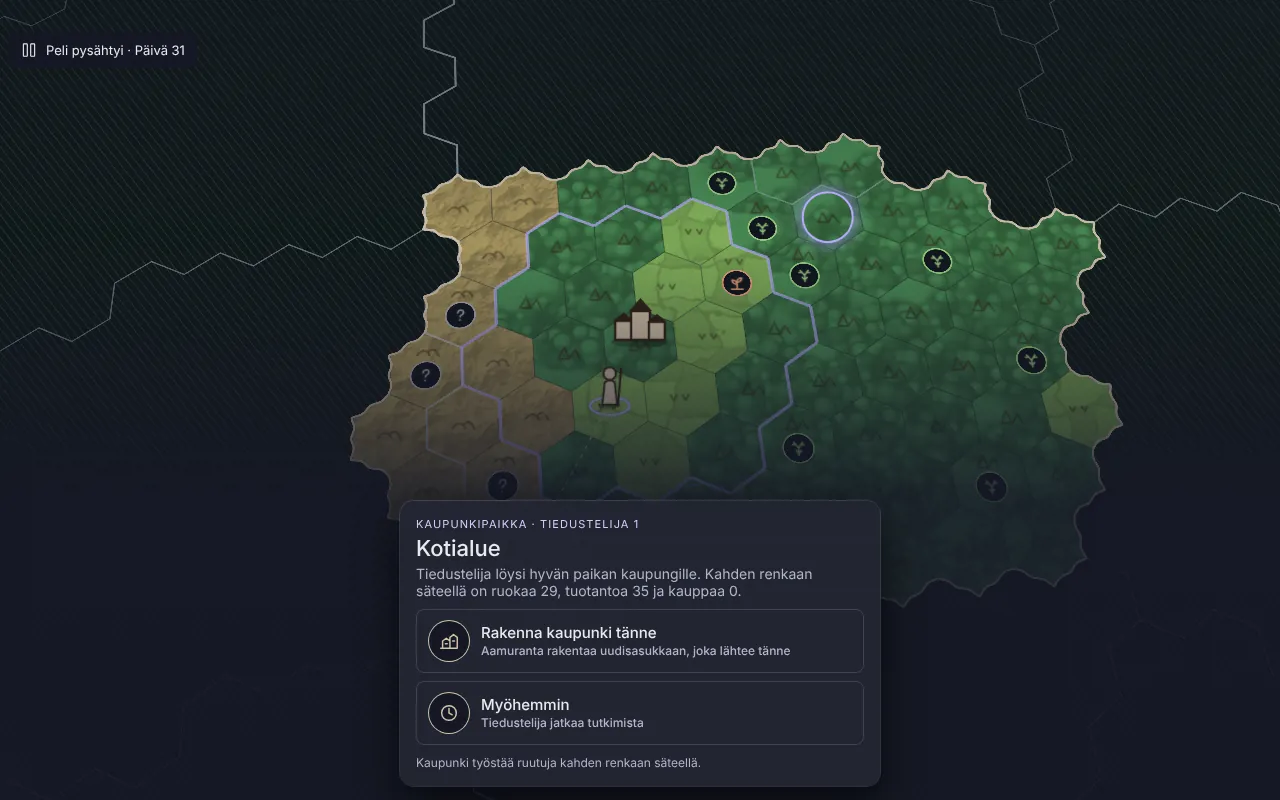 Peli pysähtyi · Päivä 31
?
?
?
KAUPUNKIPAIKKA · TIEDUSTELIJA 1
Kotialue
Tiedustelija löysi hyvän paikan kaupungille. Kahden renkaan
säteellä on ruokaa 29, tuotantoa 35 ja kauppaa 0.
Rakenna kaupunki tänne
Aamuranta rakentaa uudisasukkaan, joka lähtee tänne
Myöhemmin
Tiedustelija jatkaa tutkimista
Kaupunki työstää ruutuja kahden renkaan säteellä.